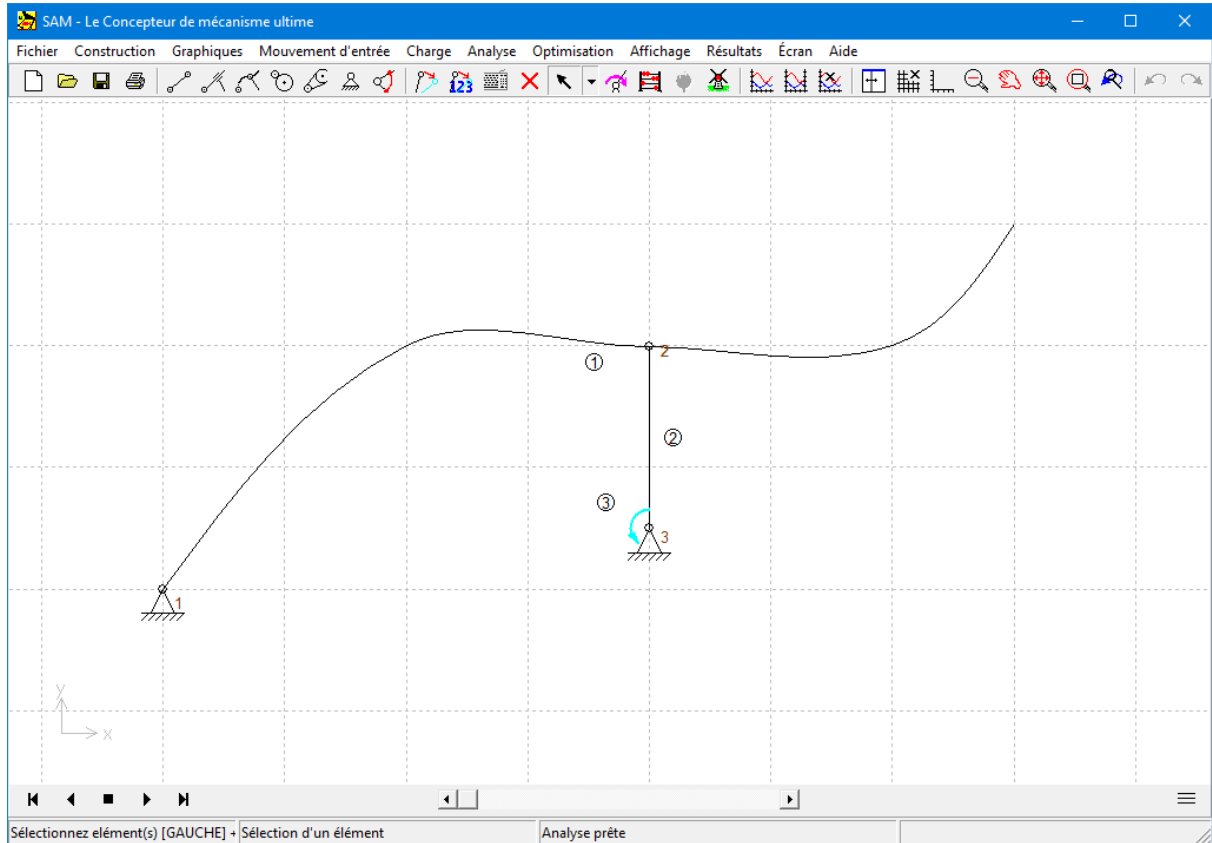 SAM - Le Concepteur de mécanisme ultime
Fichier Construction Graphiques Mouvement d'entrée Charge Analyse Optimisation Affichage Résultats Écran Aide
123
2
①
②
③
3
1
y
x
Sélectionnez elément(s) [GAUCHE] + Sélection d'un élément Analyse prête